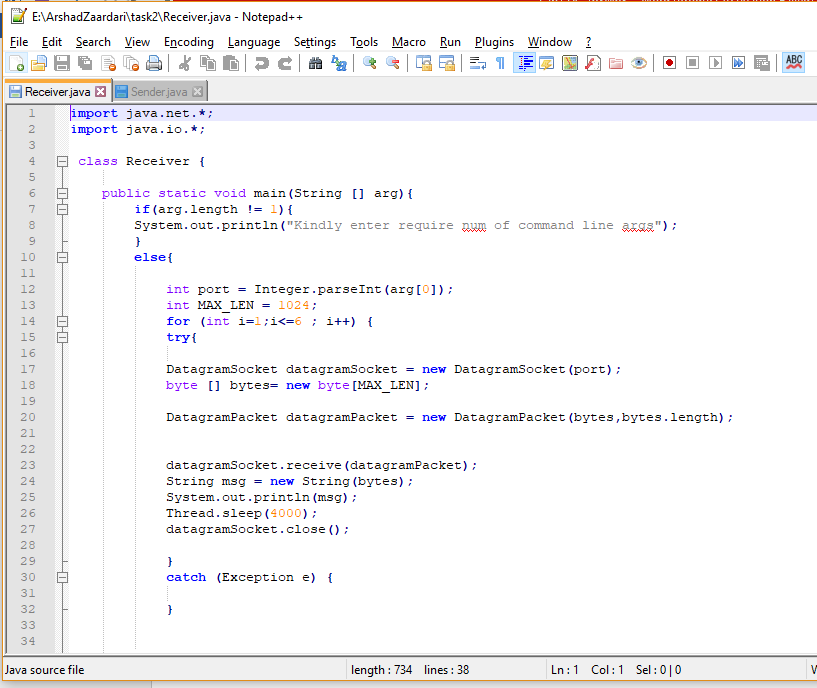 E:\ArshadZaardari\task2\Receiver.java - Notepad++
File Edit Search View Encoding Language Settings Tools Macro Run Plugins Window ?
ABC
Receiver.java Sender.java
1 import java.net.*;
2 import java.io.*;
3
4 class Receiver {
5
6 public static void main(String [] arg){
7 if(arg.length != 1){
8 System.out.println("Kindly enter require num of command line args");
9 }
10 else{
11
12 int port = Integer.parseInt(arg[0]);
13 int MAX_LEN = 1024;
14 for (int i=1;i<=6 ; i++) {
15 try{
16
17 DatagramSocket datagramSocket = new DatagramSocket(port);
18 byte [] bytes= new byte[MAX_LEN];
19
20 DatagramPacket datagramPacket = new DatagramPacket(bytes,bytes.length);
21
22
23 datagramSocket.receive(datagramPacket);
24 String msg = new String(bytes);
25 System.out.println(msg);
26 Thread.sleep(4000);
27 datagramSocket.close();
28
29 }
30 catch (Exception e) {
31
32 }
33
34
Java source file length : 734 lines : 38 Ln : 1 Col : 1 Sel : 0 | 0